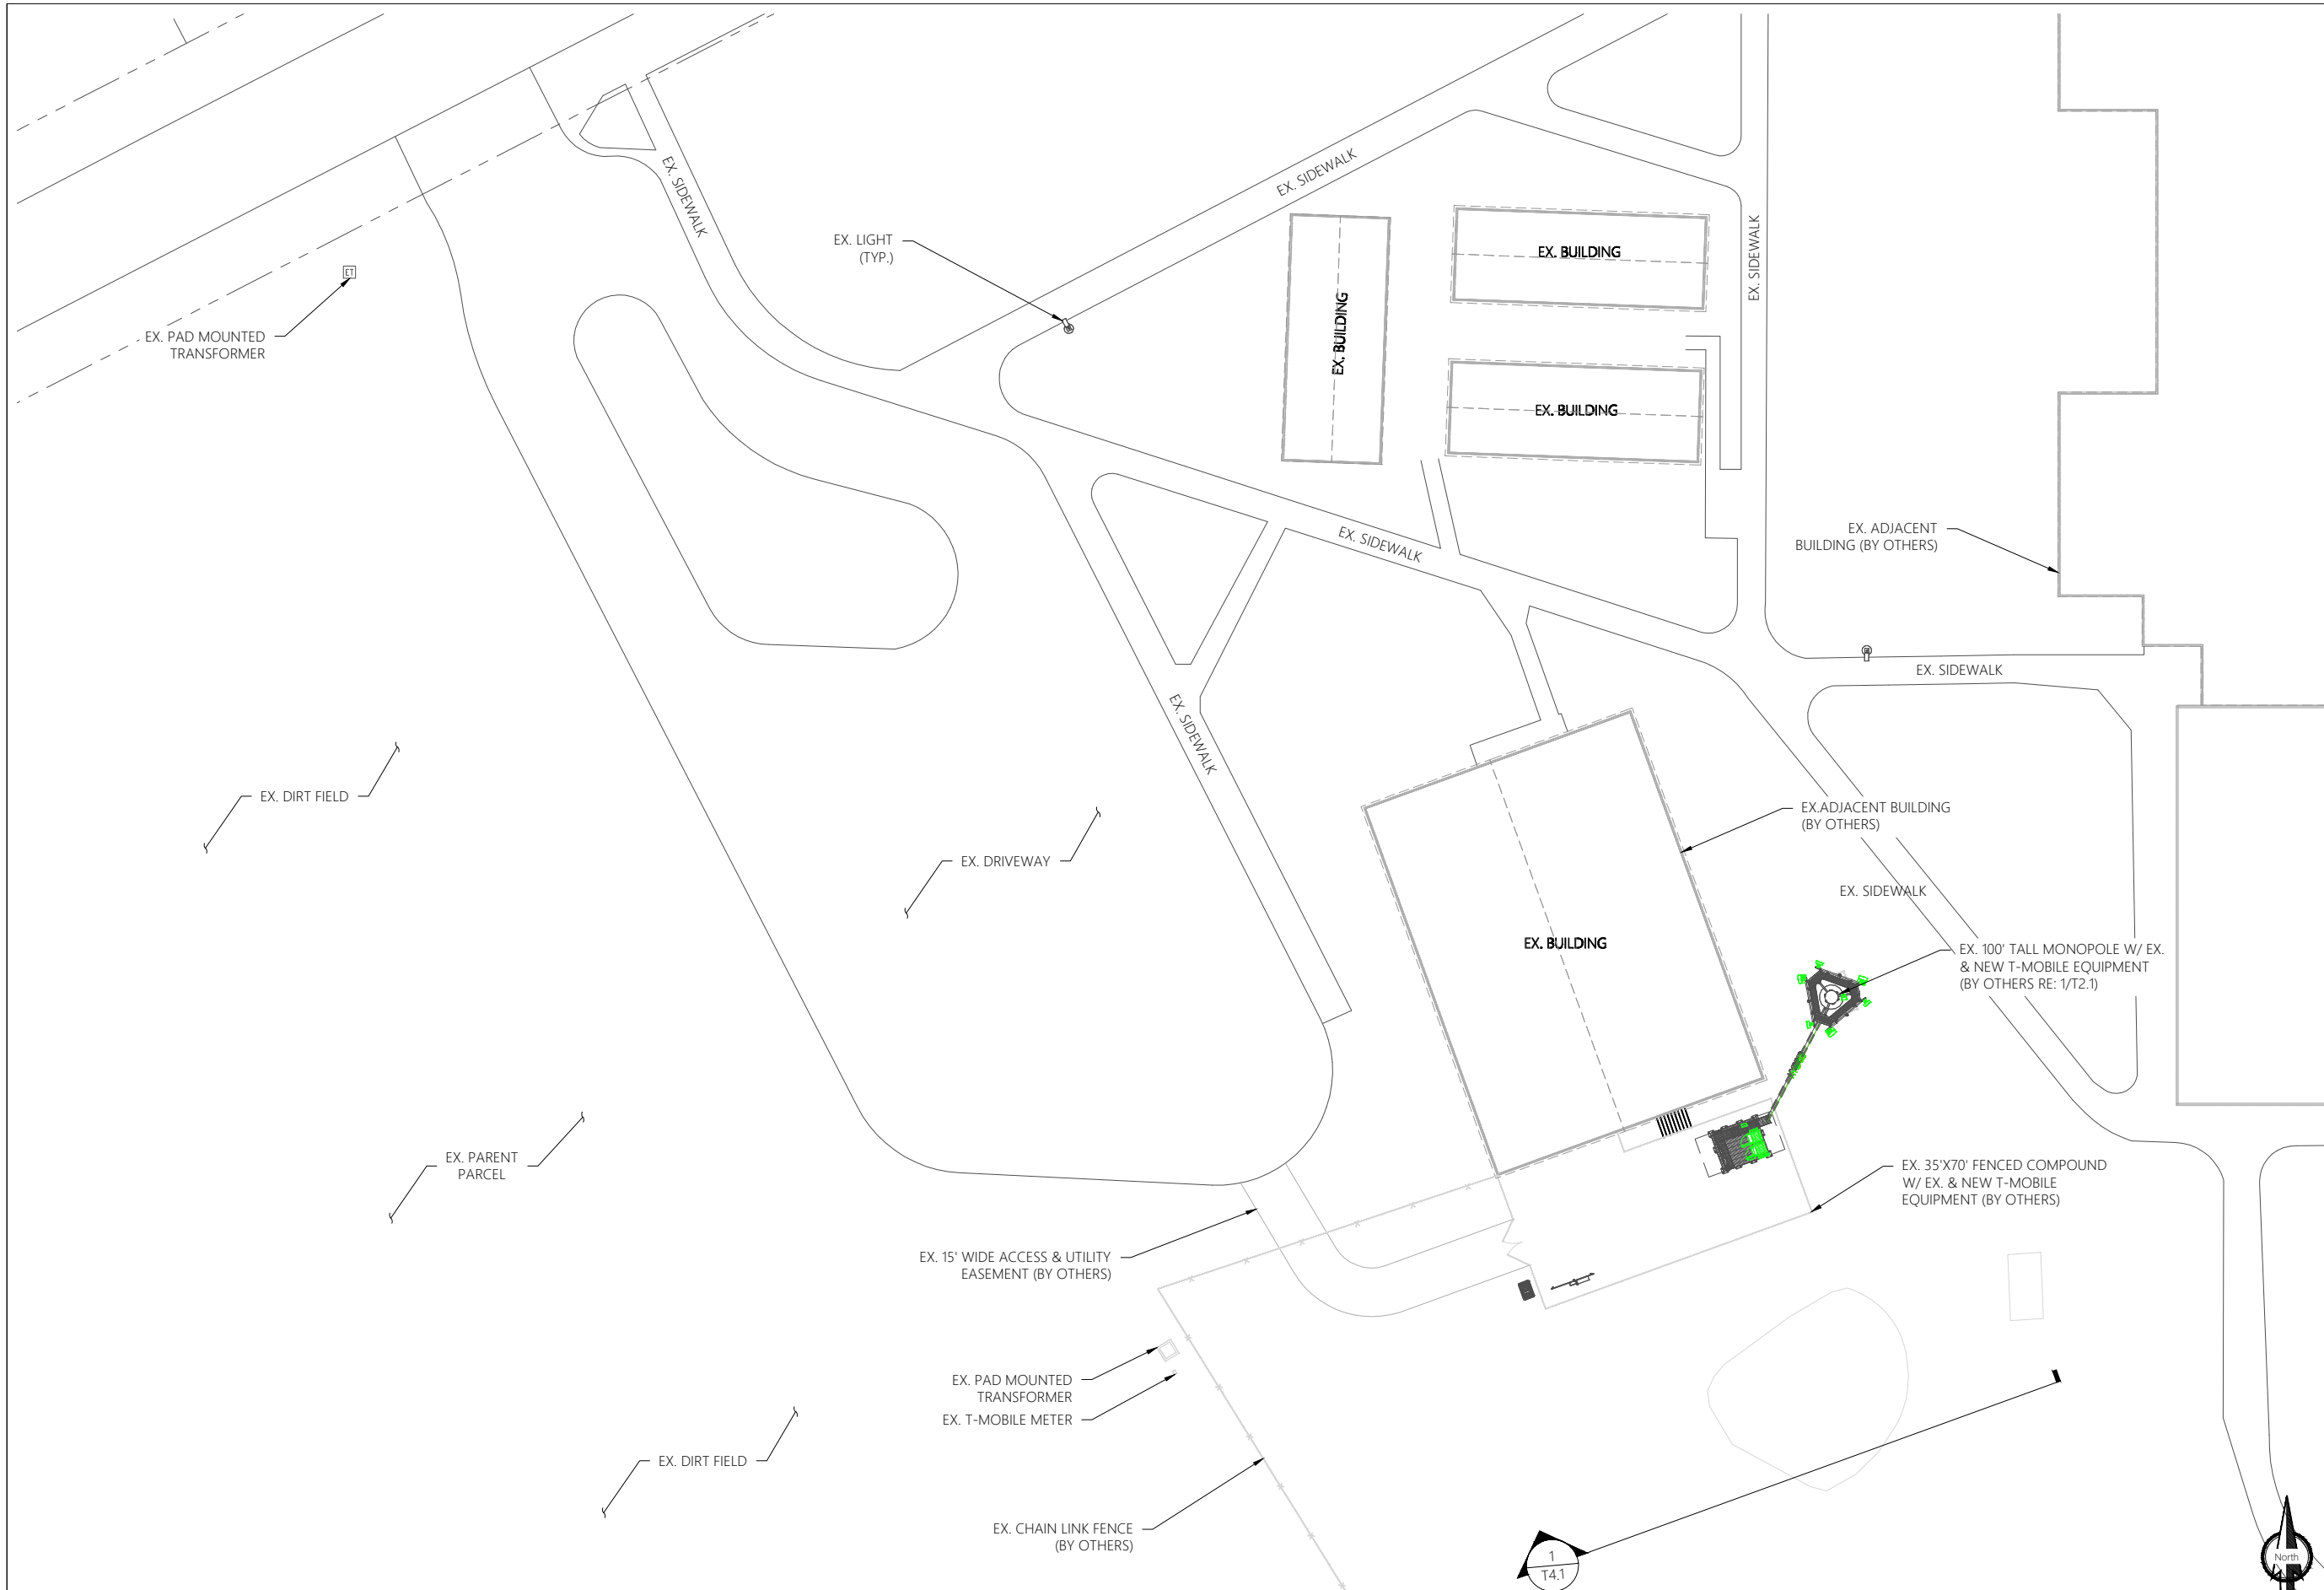 EX. SIDEWALK
EX. SIDEWALK
EX. LIGHT
(TYP.)
EX. BUILDING
EX. BUILDING
EX. SIDEWALK
ET
EX. PAD MOUNTED
TRANSFORMER
EX. BUILDING
EX. SIDEWALK
EX. ADJACENT
BUILDING (BY OTHERS)
EX. SIDEWALK
EX. SIDEWALK
EX. DIRT FIELD
EX.ADJACENT BUILDING
(BY OTHERS)
EX. DRIVEWAY
EX. SIDEWALK
EX. BUILDING
EX. 100' TALL MONOPOLE W/ EX.
& NEW T-MOBILE EQUIPMENT
(BY OTHERS RE: 1/T2.1)
EX. PARENT
PARCEL
EX. 35'X70' FENCED COMPOUND
W/ EX. & NEW T-MOBILE
EQUIPMENT (BY OTHERS)
EX. 15' WIDE ACCESS & UTILITY
EASEMENT (BY OTHERS)
EX. PAD MOUNTED
TRANSFORMER
EX. T-MOBILE METER
EX. DIRT FIELD
EX. CHAIN LINK FENCE
(BY OTHERS)
1
T4.1
North